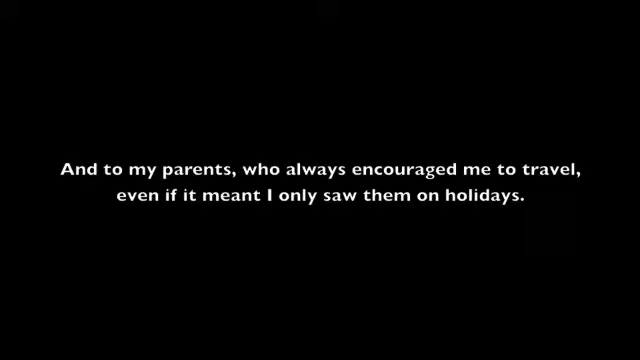 And to my parents, who always encouraged me to travel,
even if it meant I only saw them on holidays.